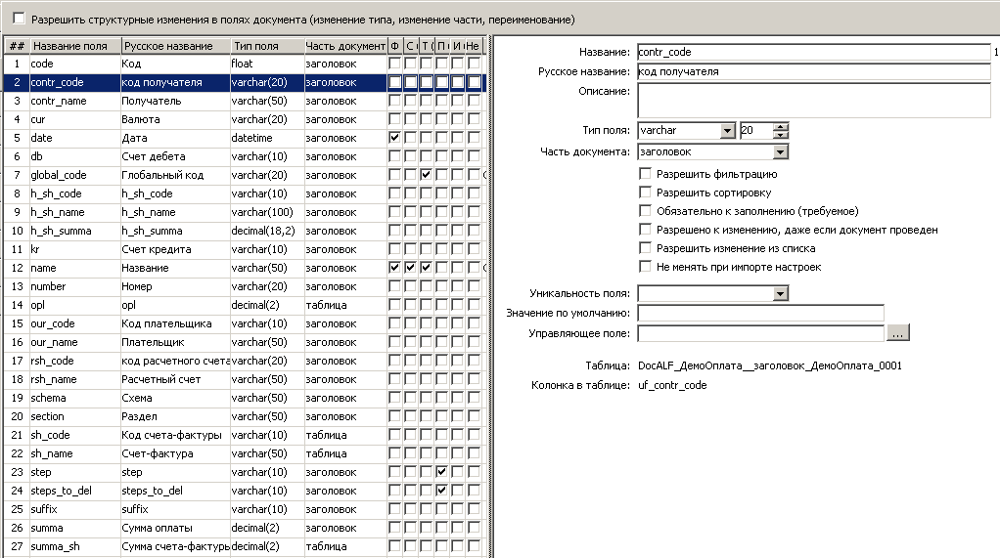 Разрешить структурные изменения в полях документа (изменение типа, изменение части, переименование)
## Название поля Русское название Тип поля Часть документ Ф С Т ( П И Не
1 code Код float заголовок
2 contr_code код получателя varchar(20) заголовок
3 contr_name Получатель varchar(50) заголовок
4 cur Валюта varchar(20) заголовок
5 date Дата datetime заголовок
6 db Счет дебета varchar(10) заголовок
7 global_code Глобальный код varchar(20) заголовок
8 h_sh_code h_sh_code varchar(10) заголовок
9 h_sh_name h_sh_name varchar(100) заголовок
10 h_sh_summa h_sh_summa decimal(18,2) заголовок
11 kr Счет кредита varchar(10) заголовок
12 name Название varchar(50) заголовок
13 number Номер varchar(20) заголовок
14 opl opl decimal(2) таблица
15 our_code Код плательщика varchar(10) заголовок
16 our_name Плательщик varchar(50) заголовок
17 rsh_code код расчетного счета varchar(20) заголовок
18 rsh_name Расчетный счет varchar(50) заголовок
19 schema Схема varchar(50) заголовок
20 section Раздел varchar(50) заголовок
21 sh_code Код счета-фактуры varchar(10) таблица
22 sh_name Счет-фактура varchar(50) таблица
23 step step varchar(10) заголовок
24 steps_to_del steps_to_del varchar(10) заголовок
25 suffix suffix varchar(10) заголовок
26 summa Сумма оплаты decimal(2) заголовок
27 summa_sh Сумма счета-фактуры decimal(2) таблица
Название: contr_code 1
Русское название: код получателя
Описание:
Тип поля: varchar 20
Часть документа: заголовок
Разрешить фильтрацию
Разрешить сортировку
Обязательно к заполнению (требуемое)
Разрешено к изменению, даже если документ проведен
Разрешить изменение из списка
Не менять при импорте настроек
Уникальность поля:
Значение по умолчанию:
Управляющее поле: ...
Таблица: DocALF_ДемоОплата__заголовок_ДемоОплата_0001
Колонка в таблице: uf_contr_code